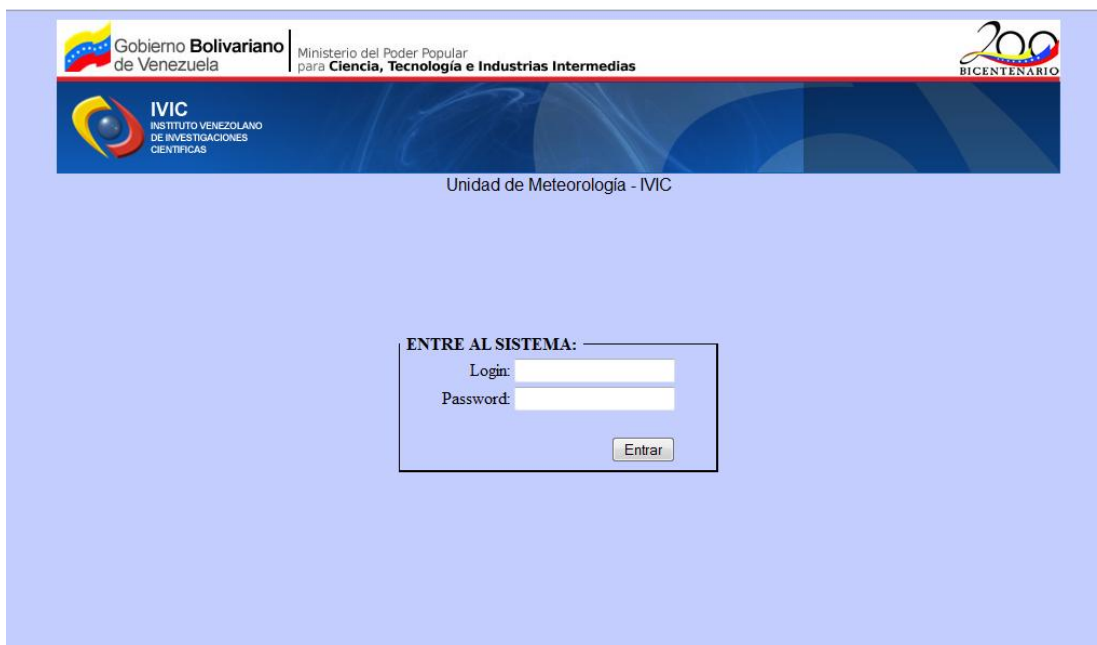 Gobierno Bolivariano
de Venezuela
Ministerio del Poder Popular
para Ciencia, Tecnología e Industrias Intermedias
200
BICENTENARIO
IVIC
INSTITUTO VENEZOLANO
DE INVESTIGACIONES
CIENTIFICAS
Unidad de Meteorología - IVIC
ENTRE AL SISTEMA:
Login:
Password:
Entrar